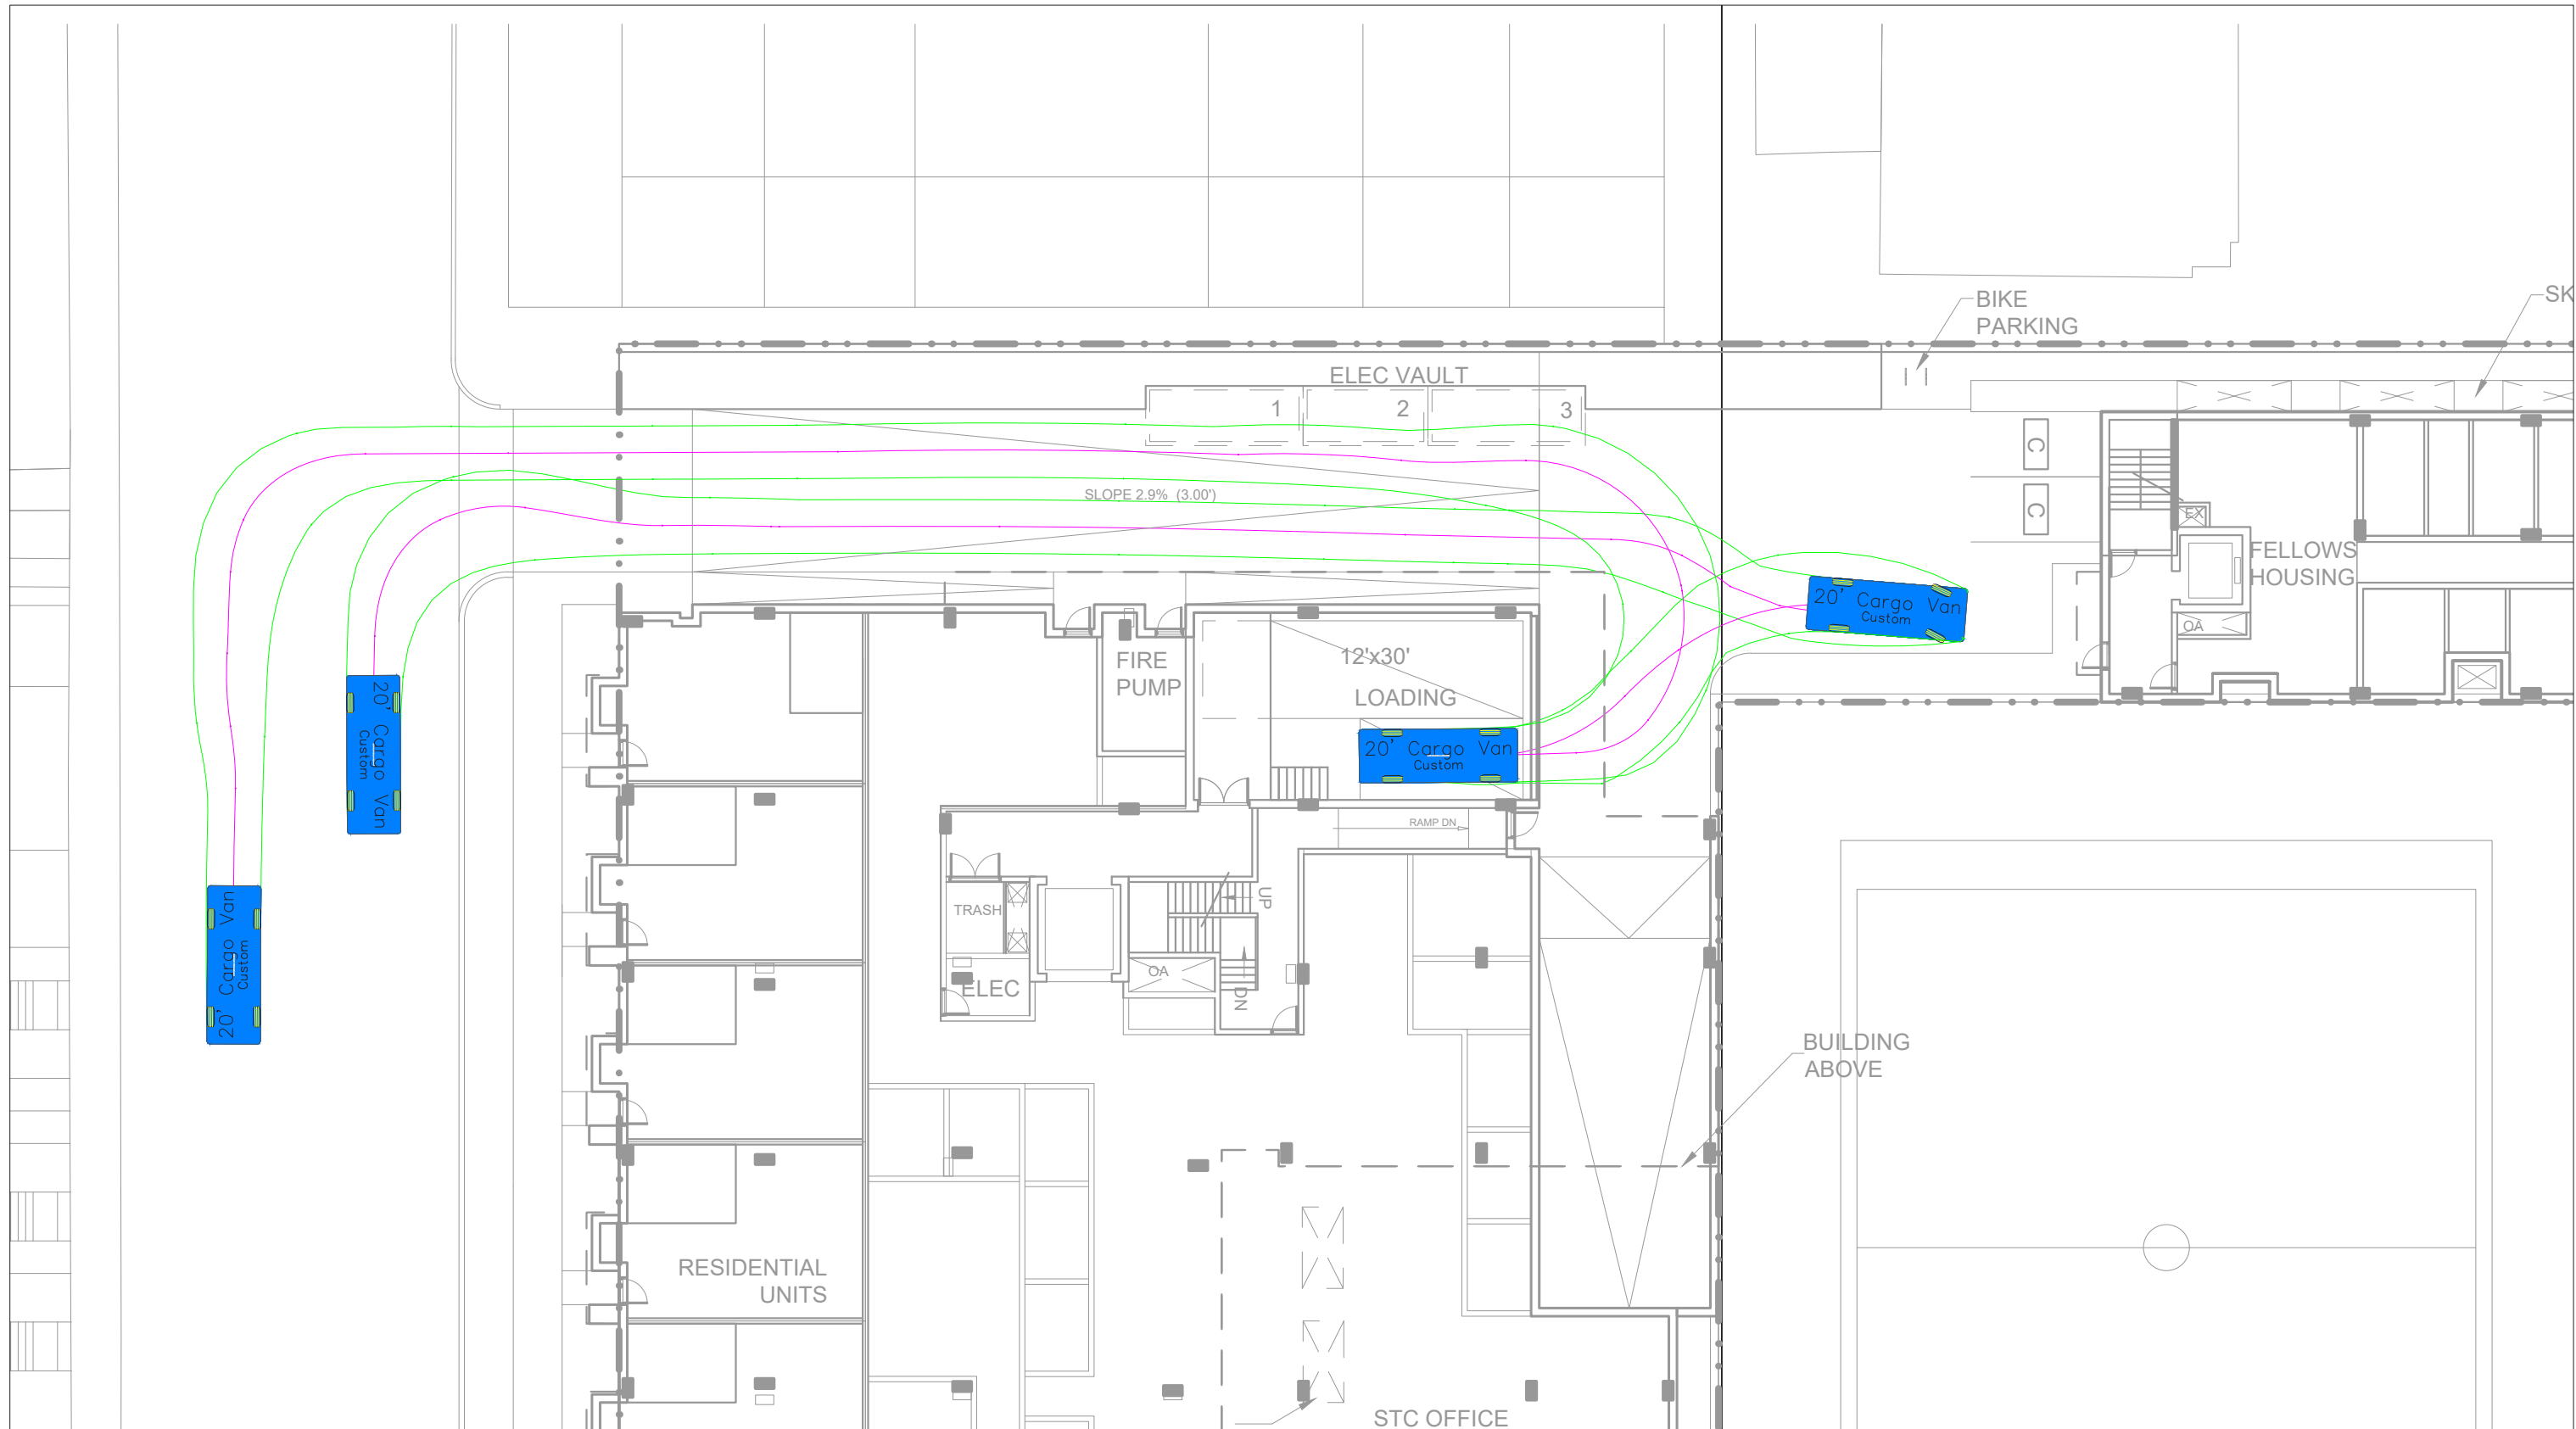 BIKE
PARKING
SK
ELEC VAULT
1
2
3
C
C
SLOPE 2.9% (3.00')
EX
FELLOWS
HOUSING
OA
20' Cargo Van
Custom
FIRE
PUMP
12'x30'
LOADING
20' Cargo Van
Custom
20' Cargo Van
Custom
20' Cargo Van
Custom
RAMP DN
TRASH
UP
OA
ELEC
DN
BUILDING
ABOVE
RESIDENTIAL
UNITS
STC OFFICE